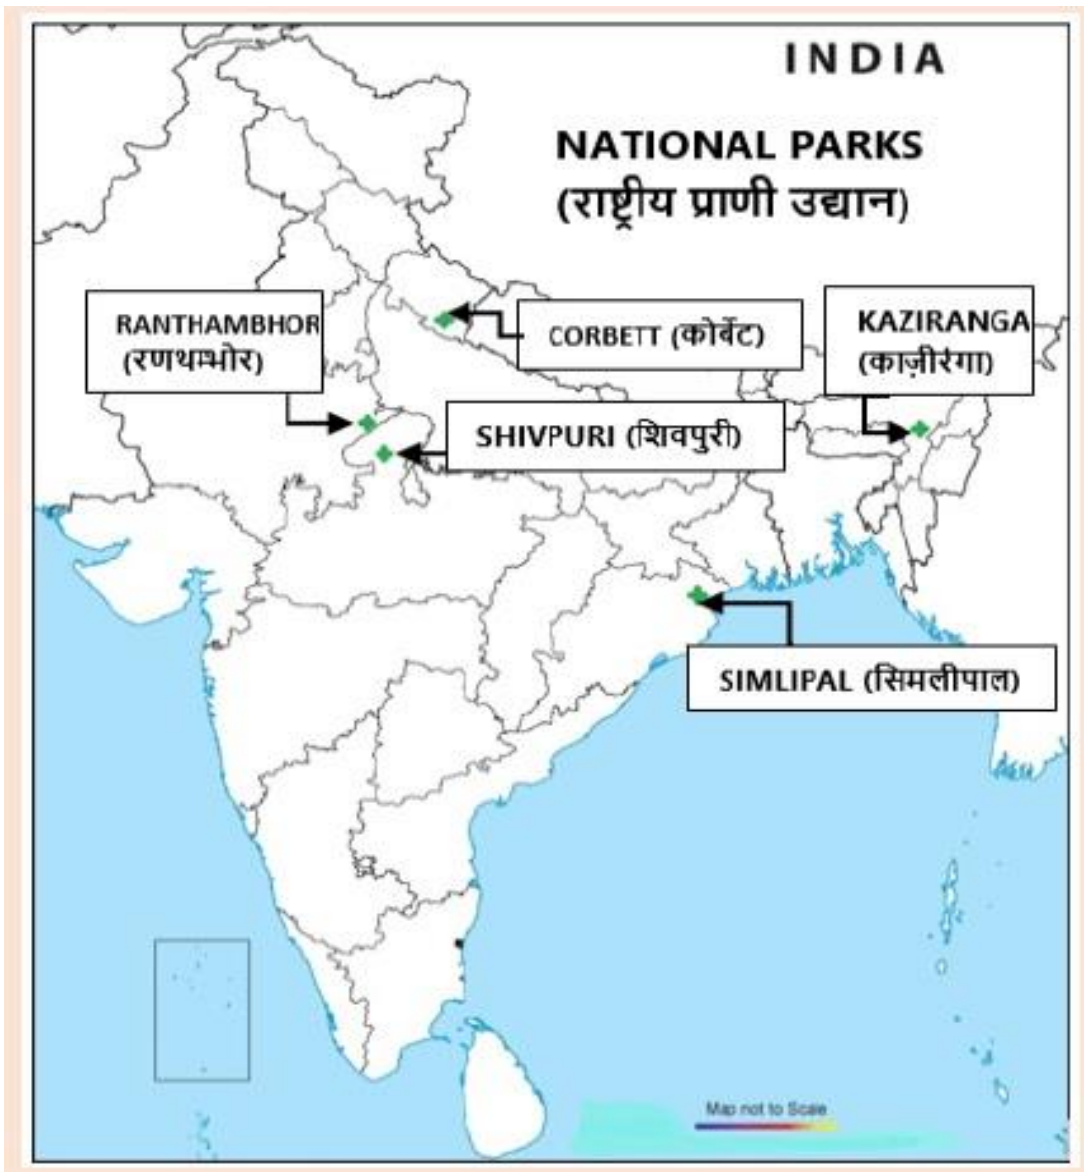 INDIA
NATIONAL PARKS
(राष्ट्रीय प्राणी उद्यान)
RANTHAMBHOR
(रणथम्भोर)
CORBETT (कोर्बेट)
KAZIRANGA
(काज़ीरंगा)
SHIVPURI (शिवपुरी)
SIMLIPAL (सिमलीपाल)
Map not to Scale